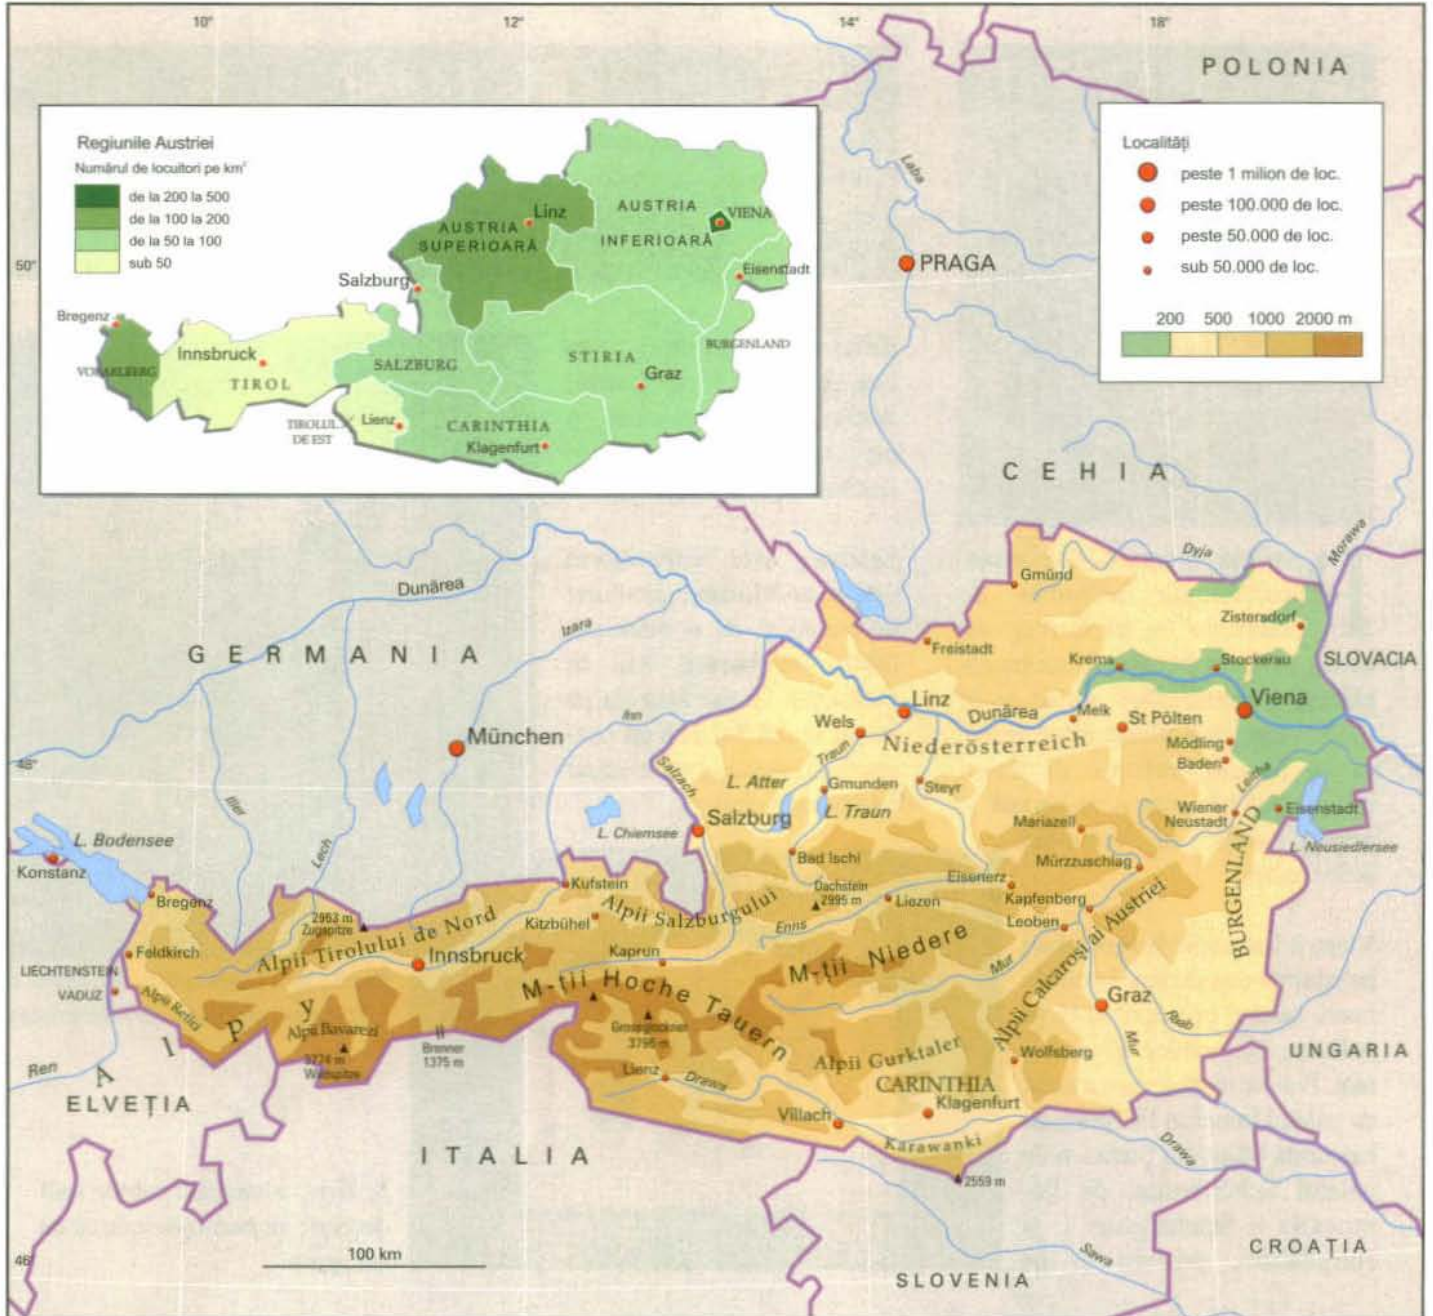 10°
12°
14°
18°
POLONIA
Regiunile Austriei
Numărul de locuitori pe km²
de la 200 la 500
de la 100 la 200
de la 50 la 100
sub 50
AUSTRIA
SUPERIOARĂ
Linz
AUSTRIA
INFERIOARĂ
VIENA
Eisenstadt
Salzburg
Bregenz
VORARLBERG
Innsbruck
TIROL
SALZBURG
STIRIA
BURGENLAND
Graz
TIROLUL
DE EST
Lienz
CARINTHIA
Klagenfurt
Localităţi
peste 1 milion de loc.
peste 100.000 de loc.
peste 50.000 de loc.
sub 50.000 de loc.
200 500 1000 2000 m
Laba
50°
PRAGA
CEHIA
Morawa
Dyja
Gmünd
Dunărea
Izara
GERMANIA
Zistersdorf
Freistadt
Krems
Stockerau
SLOVACIA
Inn
Linz
Dunărea
Melk
St Pölten
Viena
München
Wels
Niederösterreich
Mödling
Baden
48°
Salzach
Traun
L. Atter
Gmunden
Steyr
Leitha
Iller
Lech
L. Chiemsee
Salzburg
L. Traun
Mariazell
Wiener
Neustadt
Eisenstadt
L. Neusiedlersee
L. Bodensee
Konstanz
Bregenz
Kufstein
Bad Ischl
Mürzzuschlag
Dachstein
2995 m
Eisenerz
Liezen
Kapfenberg
Leoben
BURGENLAND
2963 m
Zugspitze
Alpii Tirolului de Nord
Kitzbühel
Alpii Salzburgului
Enns
Feldkirch
Innsbruck
Kaprun
M-ţii Niedere
Mur
Alpii Calcaroşi ai Austriei
LIECHTENSTEIN
VADUZ
Alpii Retici
M-ţii Hoche Tauern
Graz
Raab
Alpy
Alpii Bavarezi
3774 m
Wildspitze
Brenner
1375 m
Grossglockner
3796 m
Alpii Gurktaler
Wolfsberg
Mur
UNGARIA
Ren
ELVEŢIA
Lienz
Drawa
CARINTHIA
Villach
Klagenfurt
Karawanki
ITALIA
Drawa
2559 m
100 km
46°
Sawa
SLOVENIA
CROAŢIA